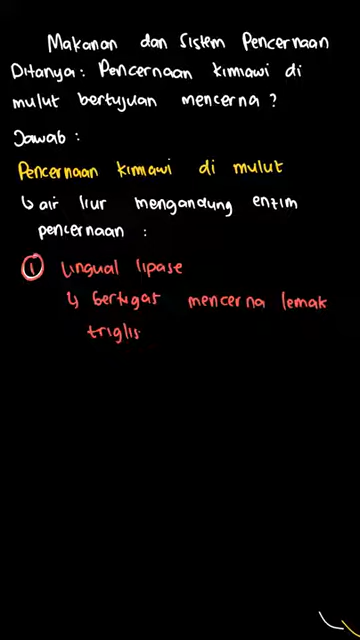 Makanan dan Sistem Pencernaan
Ditanya : Pencernaan kimiawi di
mulut bertujuan mencerna ?
Jawab :
Pencernaan kimiawi di mulut
↳ air liur mengandung enzim
pencernaan :
① Lingual lipase
↳ bertugas mencerna lemak
triglis